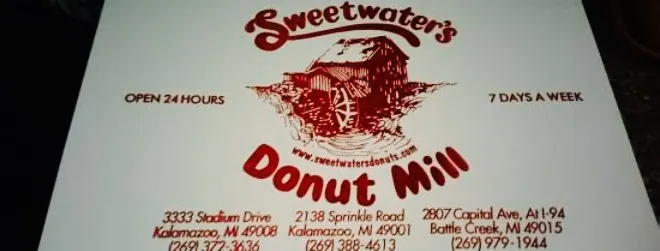 Sweetwater's
OPEN 24 HOURS
7 DAYS A WEEK
www.sweetwatersdonuts.com
Donut Mill
3333 Stadium Drive
Kalamazoo, MI 49008
(269) 372-3636
2138 Sprinkle Road
Kalamazoo, MI 49001
(269) 388-4613
2807 Capital Ave, At I-94
Battle Creek, MI 49015
(269) 979-1944